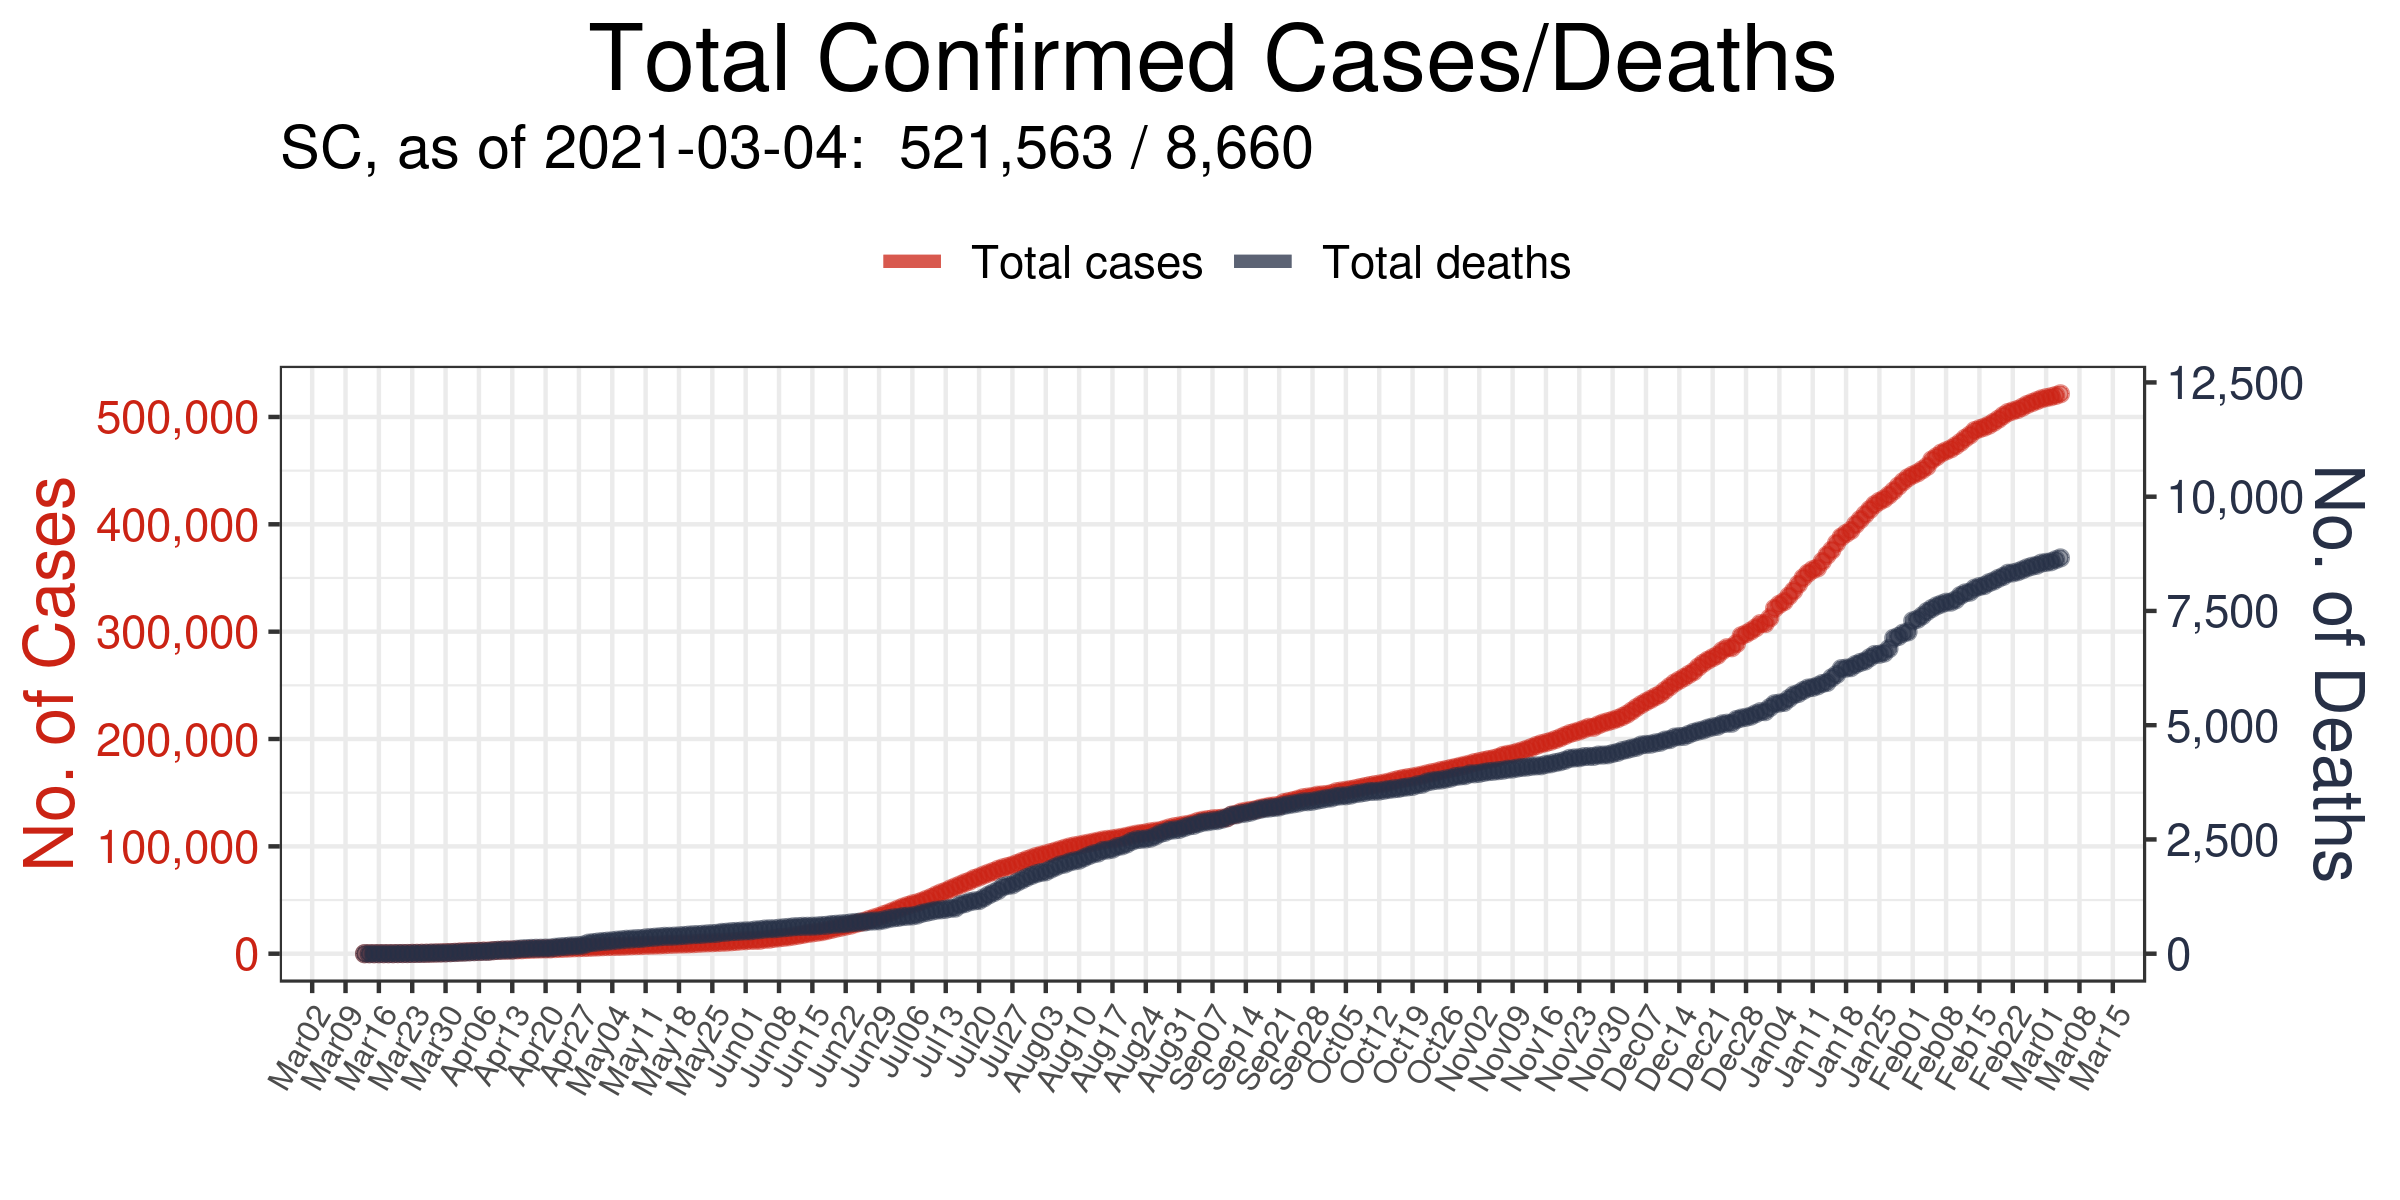 Total Confirmed Cases/Deaths
SC, as of 2021-03-04:  521,563 / 8,660
Total cases
Total deaths
No. of Cases
500,000
400,000
300,000
200,000
100,000
0
12,500
10,000
7,500
5,000
2,500
0
No. of Deaths
Mar02
Mar09
Mar16
Mar23
Mar30
Apr06
Apr13
Apr20
Apr27
May04
May11
May18
May25
Jun01
Jun08
Jun15
Jun22
Jun29
Jul06
Jul13
Jul20
Jul27
Aug03
Aug10
Aug17
Aug24
Aug31
Sep07
Sep14
Sep21
Sep28
Oct05
Oct12
Oct19
Oct26
Nov02
Nov09
Nov16
Nov23
Nov30
Dec07
Dec14
Dec21
Dec28
Jan04
Jan11
Jan18
Jan25
Feb01
Feb08
Feb15
Feb22
Mar01
Mar08
Mar15